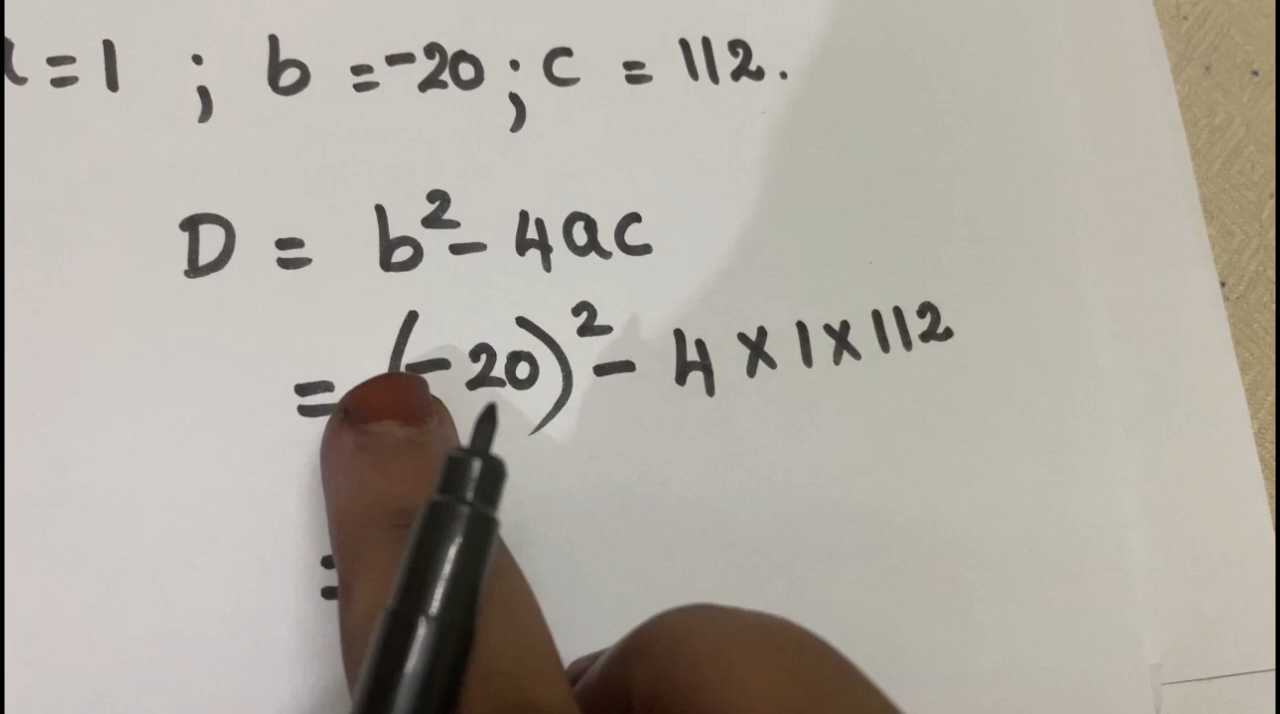 =1 ; b =-20 ; c = 112.
D = b² - 4ac
= (-20)² - 4 × 1 × 112
=